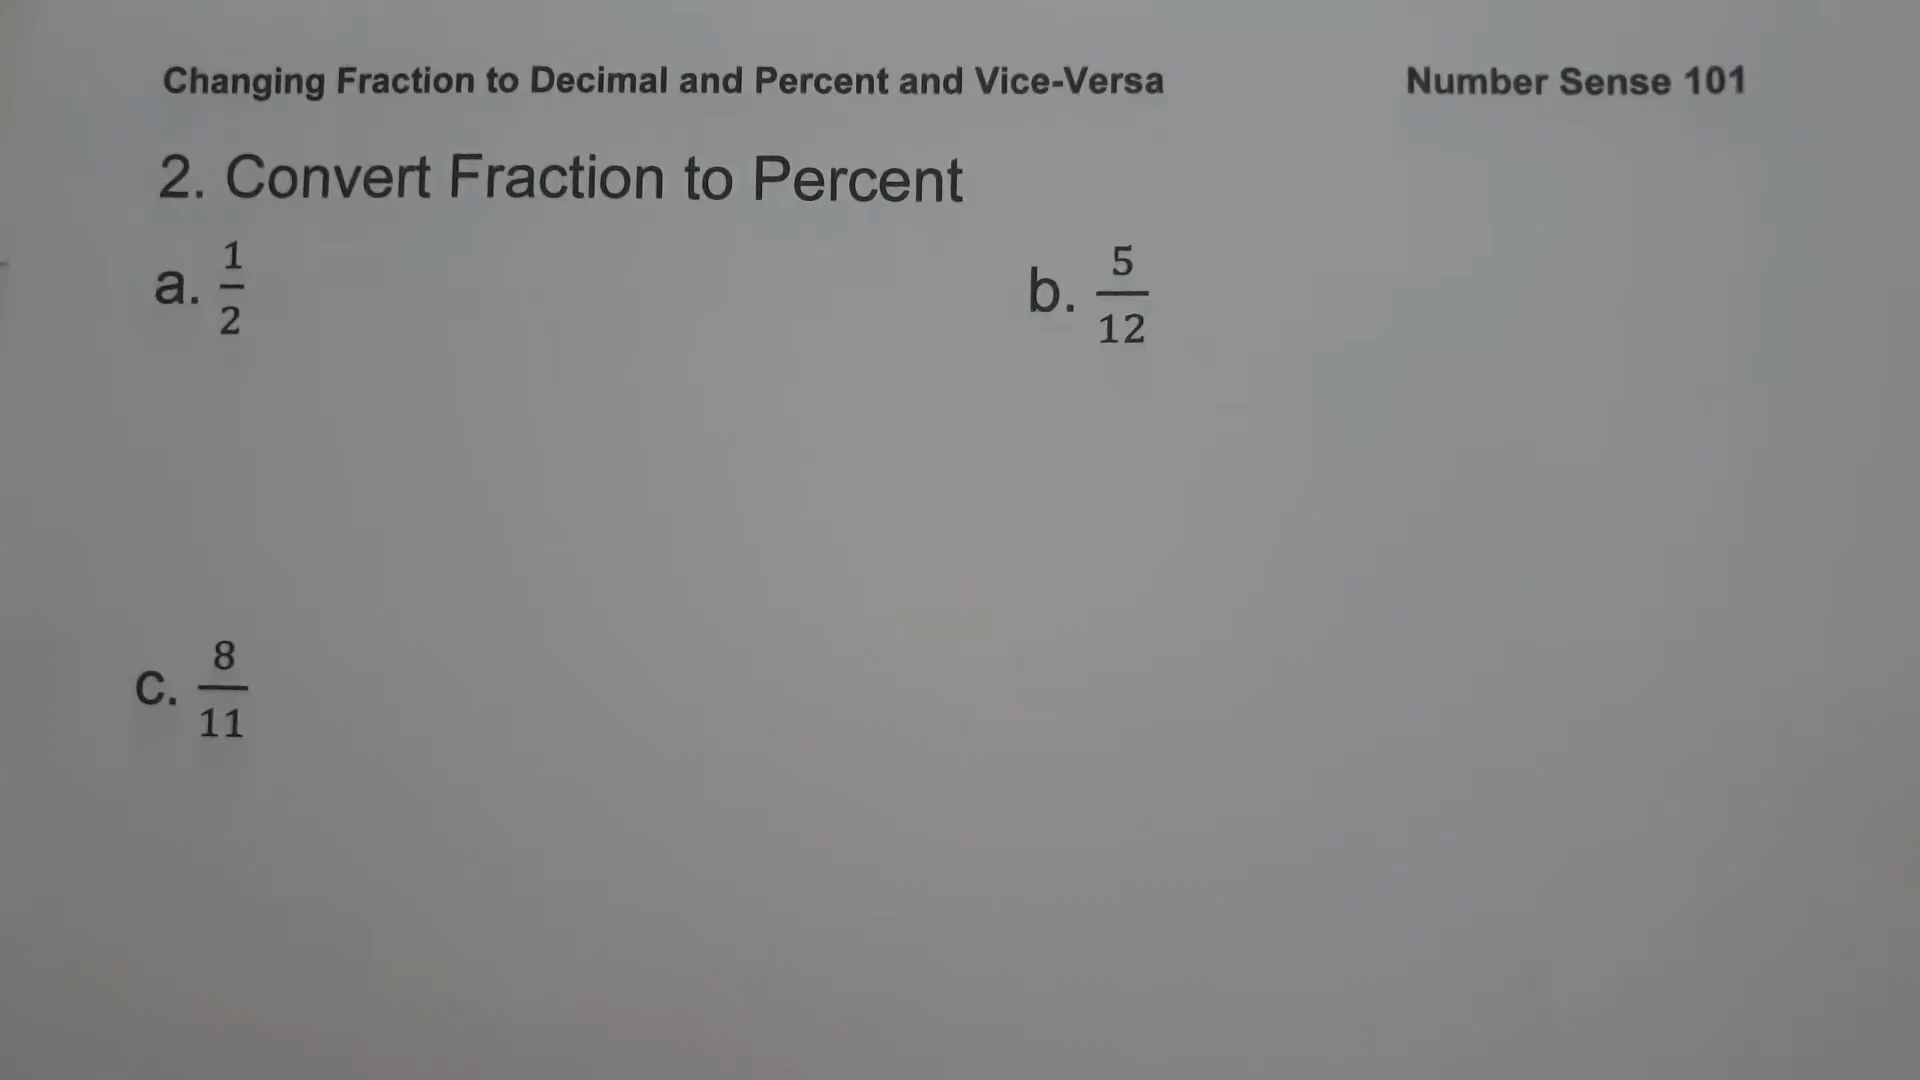 Changing Fraction to Decimal and Percent and Vice-Versa Number Sense 101
2. Convert Fraction to Percent
a. 1/2 b. 5/12
c. 8/11